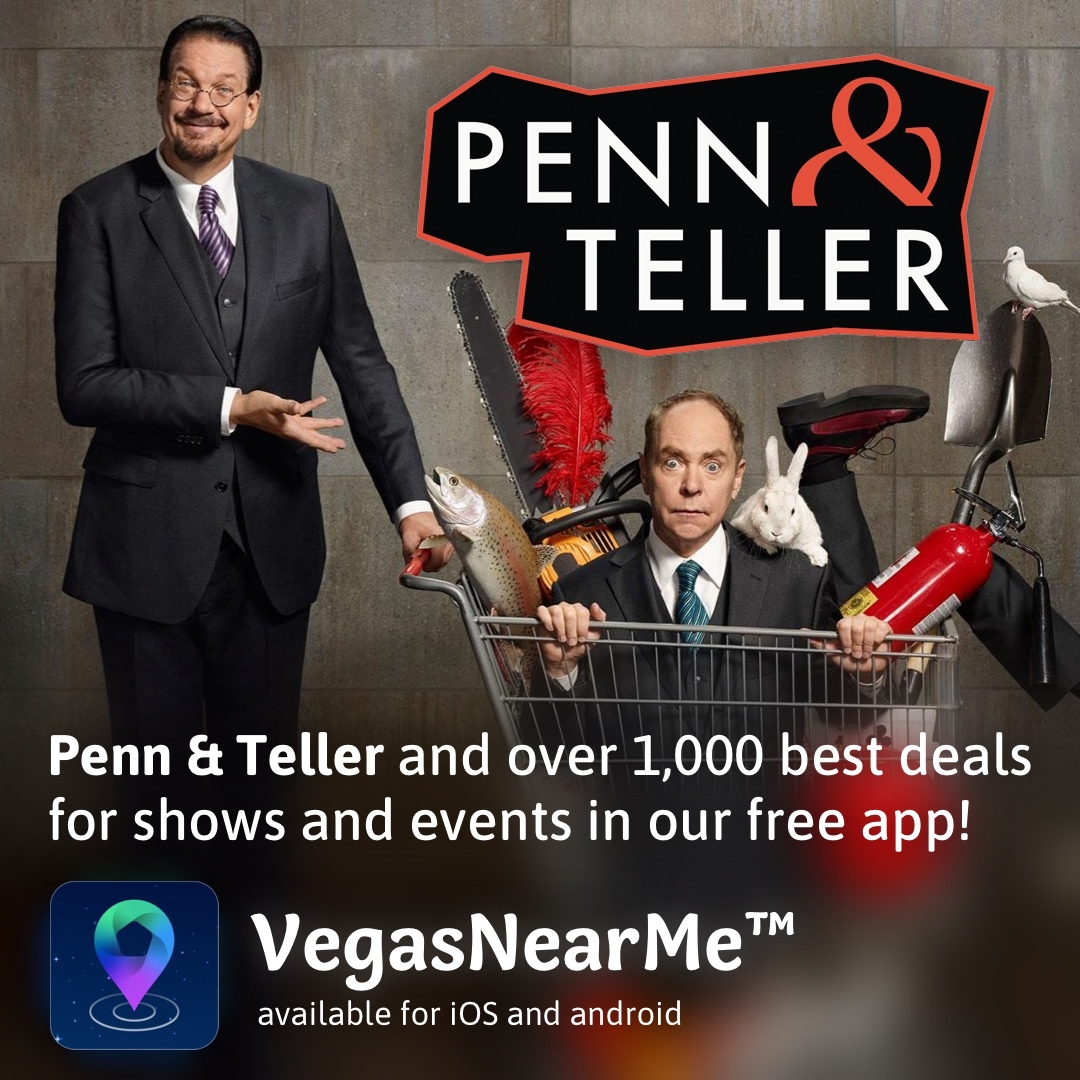 PENN &
TELLER
Penn & Teller and over 1,000 best deals
for shows and events in our free app!
VegasNearMe™
available for iOS and android